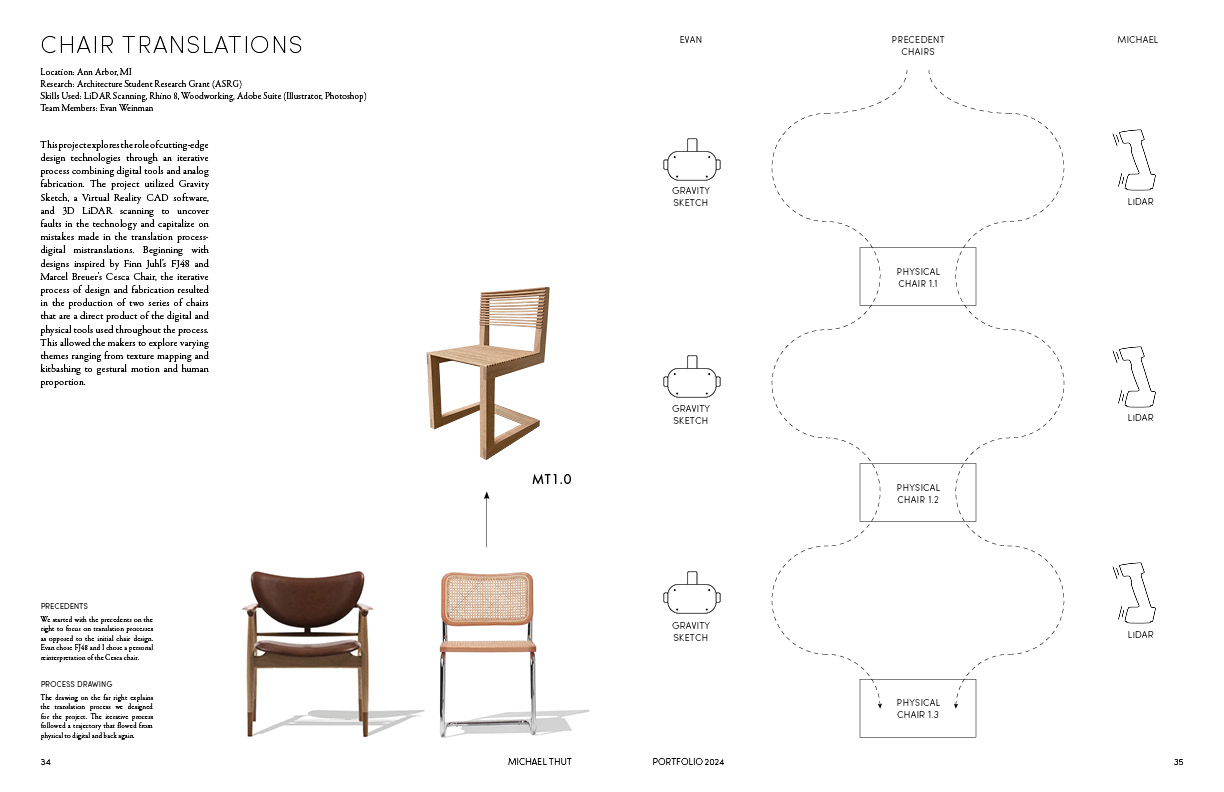 CHAIR TRANSLATIONS
Location: Ann Arbor, MI
Research: Architecture Student Research Grant (ASRG)
Skills Used: LiDAR Scanning, Rhino 8, Woodworking, Adobe Suite (Illustrator, Photoshop)
Team Members: Evan Weinman
This project explores the role of cutting-edge
design technologies through an iterative
process combining digital tools and analog
fabrication. The project utilized Gravity
Sketch, a Virtual Reality CAD software,
and 3D LiDAR scanning to uncover
faults in the technology and capitalize on
mistakes made in the translation process-
digital mistranslations. Beginning with
designs inspired by Finn Juhl's FJ48 and
Marcel Breuer's Cesca Chair, the iterative
process of design and fabrication resulted
in the production of two series of chairs
that are a direct product of the digital and
physical tools used throughout the process.
This allowed the makers to explore varying
themes ranging from texture mapping and
kitbashing to gestural motion and human
proportion.
MT1.0
PRECEDENTS
We started with the precedents on the
right to focus on translation processes
as opposed to the initial chair design.
Evan chose FJ48 and I chose a personal
reinterpretation of the Cesca chair.
PROCESS DRAWING
The drawing on the far right explains
the translation process we designed
for the project. The iterative process
followed a trajectory that flowed from
physical to digital and back again.
34
MICHAEL THUT
EVAN
PRECEDENT
CHAIRS
MICHAEL
GRAVITY
SKETCH
LIDAR
PHYSICAL
CHAIR 1.1
GRAVITY
SKETCH
LIDAR
PHYSICAL
CHAIR 1.2
GRAVITY
SKETCH
LIDAR
PHYSICAL
CHAIR 1.3
PORTFOLIO 2024
35